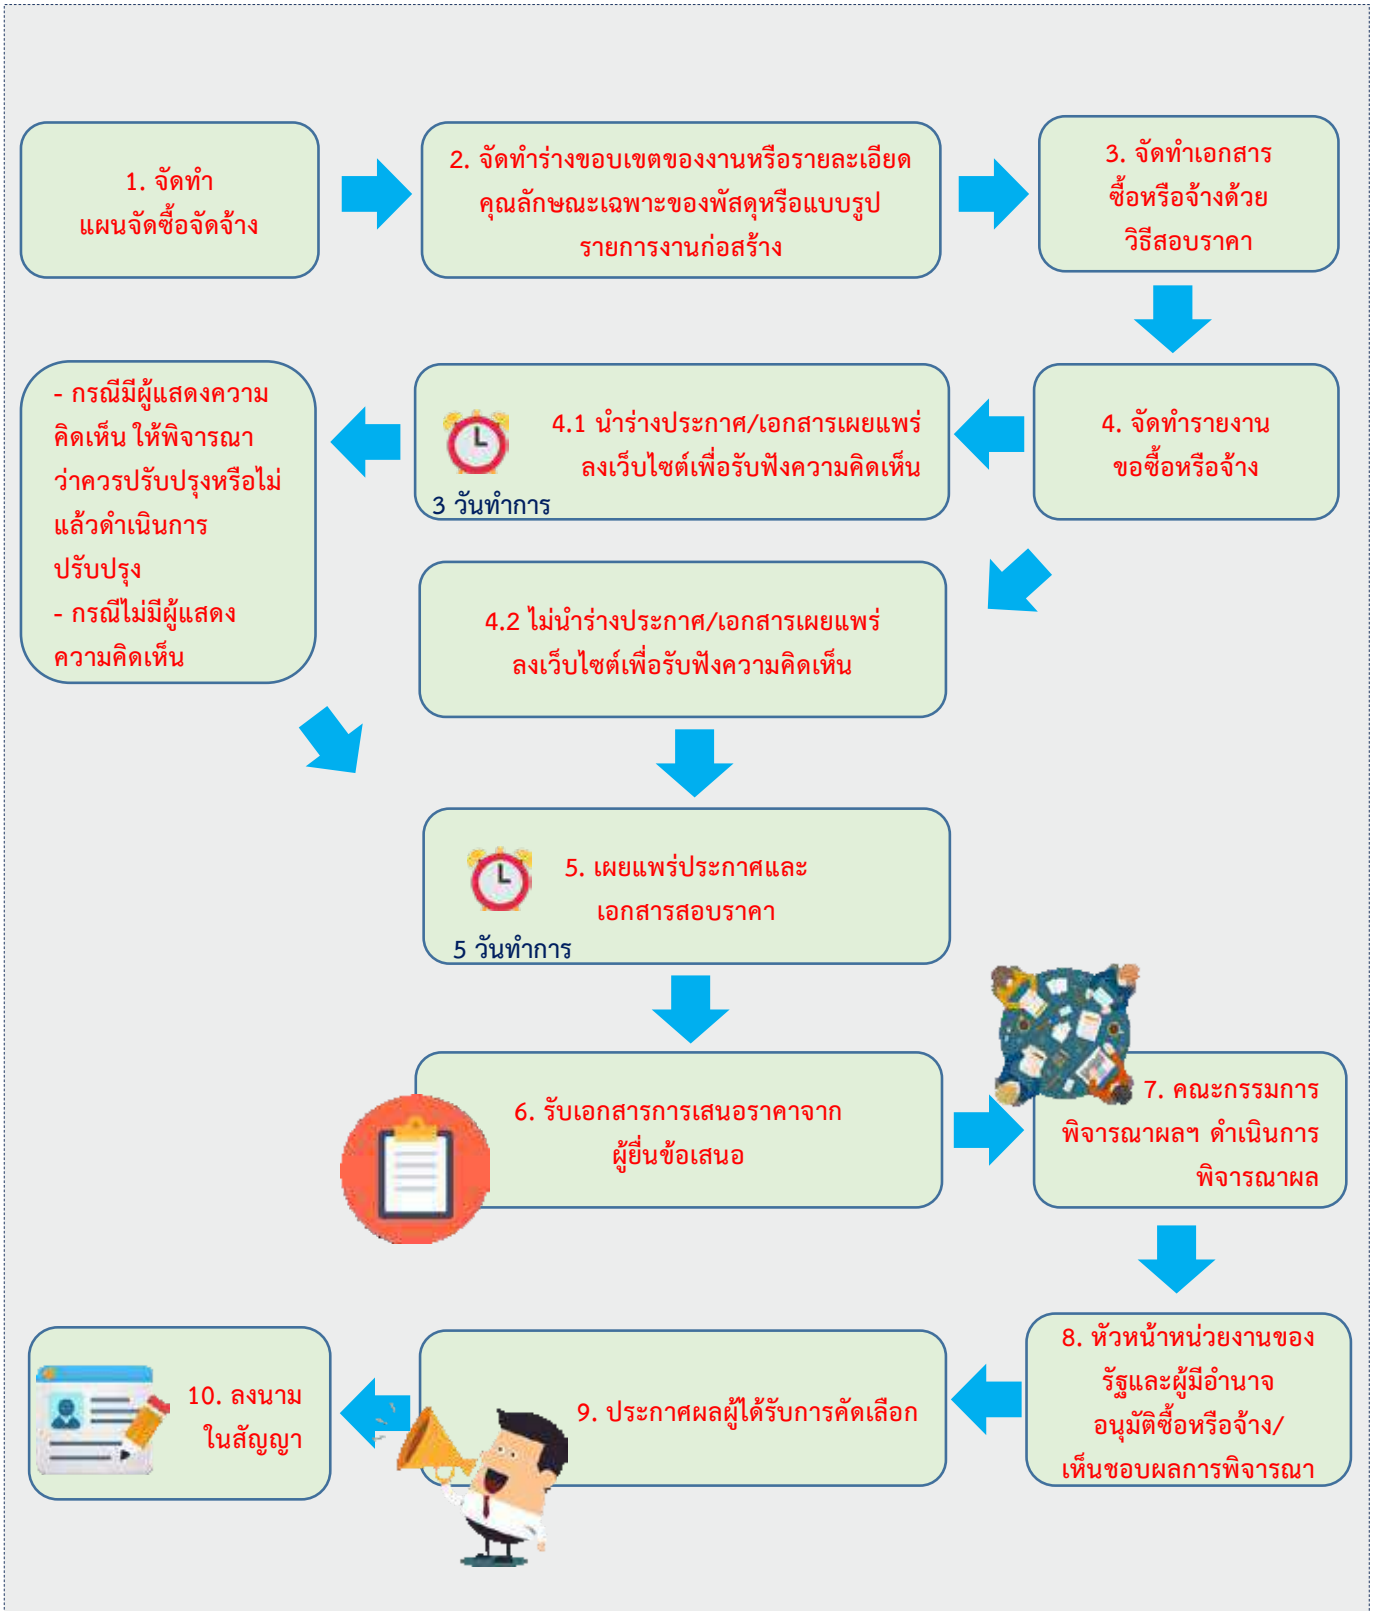 1. จัดทำ
แผนจัดซื้อจัดจ้าง
2. จัดทำร่างขอบเขตของงานหรือรายละเอียด
คุณลักษณะเฉพาะของพัสดุหรือแบบรูป
รายการงานก่อสร้าง
3. จัดทำเอกสาร
ซื้อหรือจ้างด้วย
วิธีสอบราคา
4. จัดทำรายงาน
ขอซื้อหรือจ้าง
4.1 นำร่างประกาศ/เอกสารเผยแพร่
ลงเว็บไซต์เพื่อรับฟังความคิดเห็น
3 วันทำการ
- กรณีมีผู้แสดงความ
คิดเห็น ให้พิจารณา
ว่าควรปรับปรุงหรือไม่
แล้วดำเนินการ
ปรับปรุง
- กรณีไม่มีผู้แสดง
ความคิดเห็น
4.2 ไม่นำร่างประกาศ/เอกสารเผยแพร่
ลงเว็บไซต์เพื่อรับฟังความคิดเห็น
5. เผยแพร่ประกาศและ
เอกสารสอบราคา
5 วันทำการ
6. รับเอกสารการเสนอราคาจาก
ผู้ยื่นข้อเสนอ
7. คณะกรรมการ
พิจารณาผลฯ ดำเนินการ
พิจารณาผล
8. หัวหน้าหน่วยงานของ
รัฐและผู้มีอำนาจ
อนุมัติซื้อหรือจ้าง/
เห็นชอบผลการพิจารณา
9. ประกาศผลผู้ได้รับการคัดเลือก
10. ลงนาม
ในสัญญา